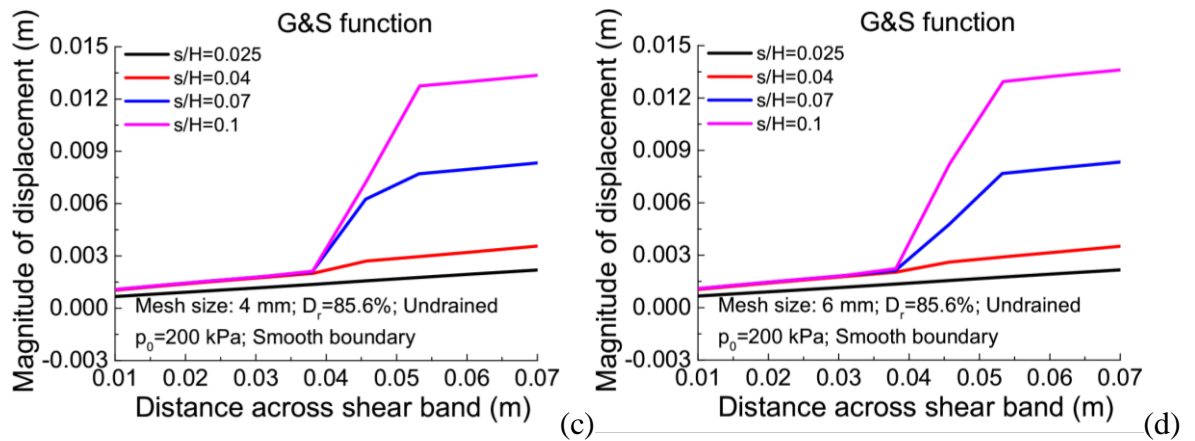 G&S function
Magnitude of displacement (m)
0.015
0.012
0.009
0.006
0.003
0.000
-0.003
s/H=0.025
s/H=0.04
s/H=0.07
s/H=0.1
Mesh size: 4 mm; Dr=85.6%; Undrained
p0=200 kPa; Smooth boundary
0.01 0.02 0.03 0.04 0.05 0.06 0.07
Distance across shear band (m)
(c)
G&S function
Magnitude of displacement (m)
0.015
0.012
0.009
0.006
0.003
0.000
-0.003
s/H=0.025
s/H=0.04
s/H=0.07
s/H=0.1
Mesh size: 6 mm; Dr=85.6%; Undrained
p0=200 kPa; Smooth boundary
0.01 0.02 0.03 0.04 0.05 0.06 0.07
Distance across shear band (m)
(d)